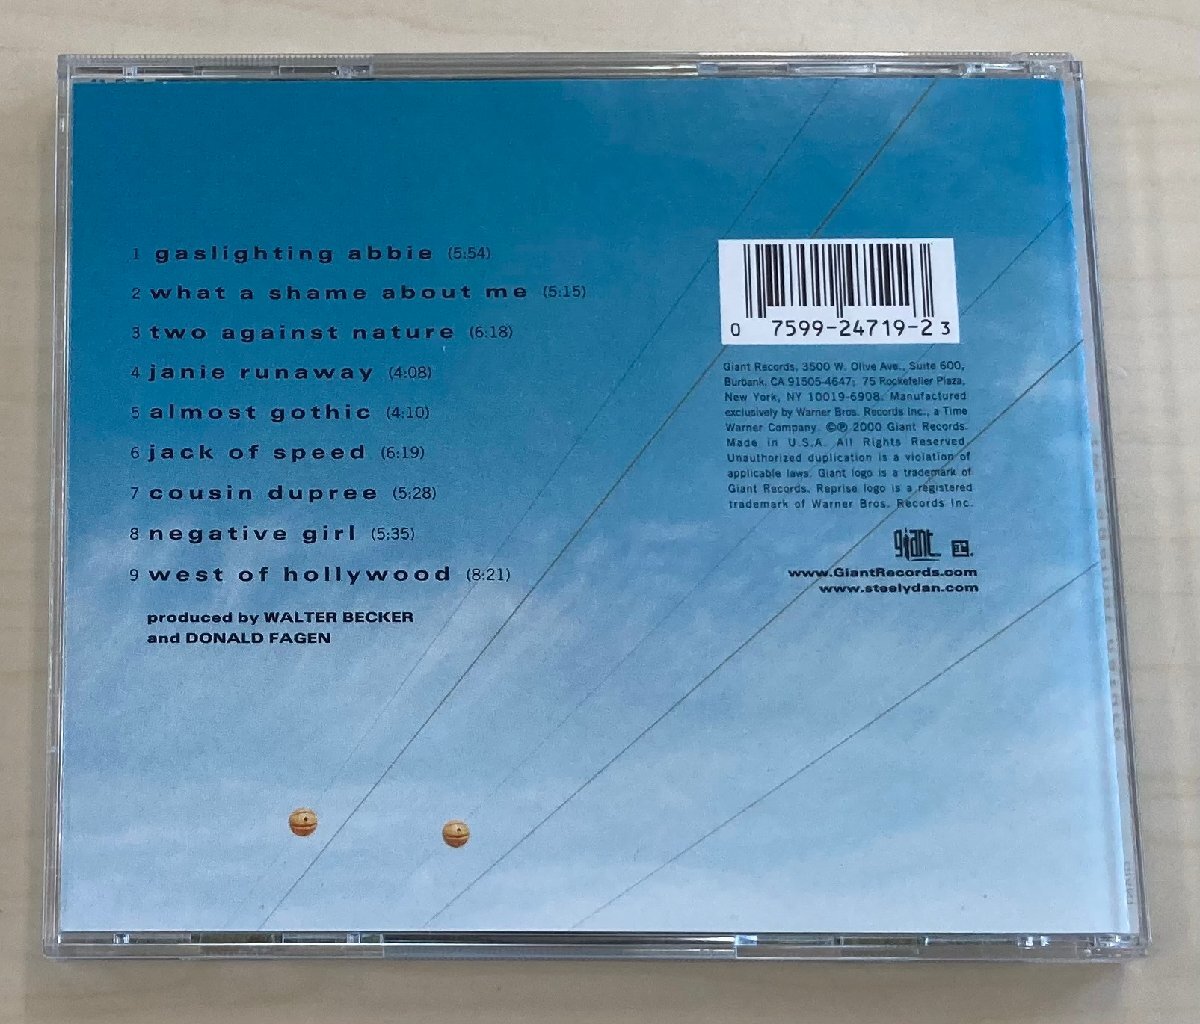 1 gaslighting abbie (5:54)
2 what a shame about me (5:15)
3 two against nature (6:18)
4 janie runaway (4:08)
5 almost gothic (4:10)
6 jack of speed (6:19)
7 cousin dupree (5:28)
8 negative girl (5:35)
9 west of hollywood (8:21)
produced by WALTER BECKER
and DONALD FAGEN
0 7599-24719-2 3
Giant Records, 3500 W. Olive Ave., Suite 600,
Burbank, CA 91505-4647; 75 Rockefeller Plaza,
New York, NY 10019-6908. Manufactured
exclusively by Warner Bros. Records Inc., a Time
Warner Company. ©℗ 2000 Giant Records.
Made in U.S.A. All Rights Reserved.
Unauthorized duplication is a violation of
applicable laws. Giant logo is a trademark of
Giant Records. Reprise logo is a registered
trademark of Warner Bros. Records Inc.
giant
www.GiantRecords.com
www.steelydan.com